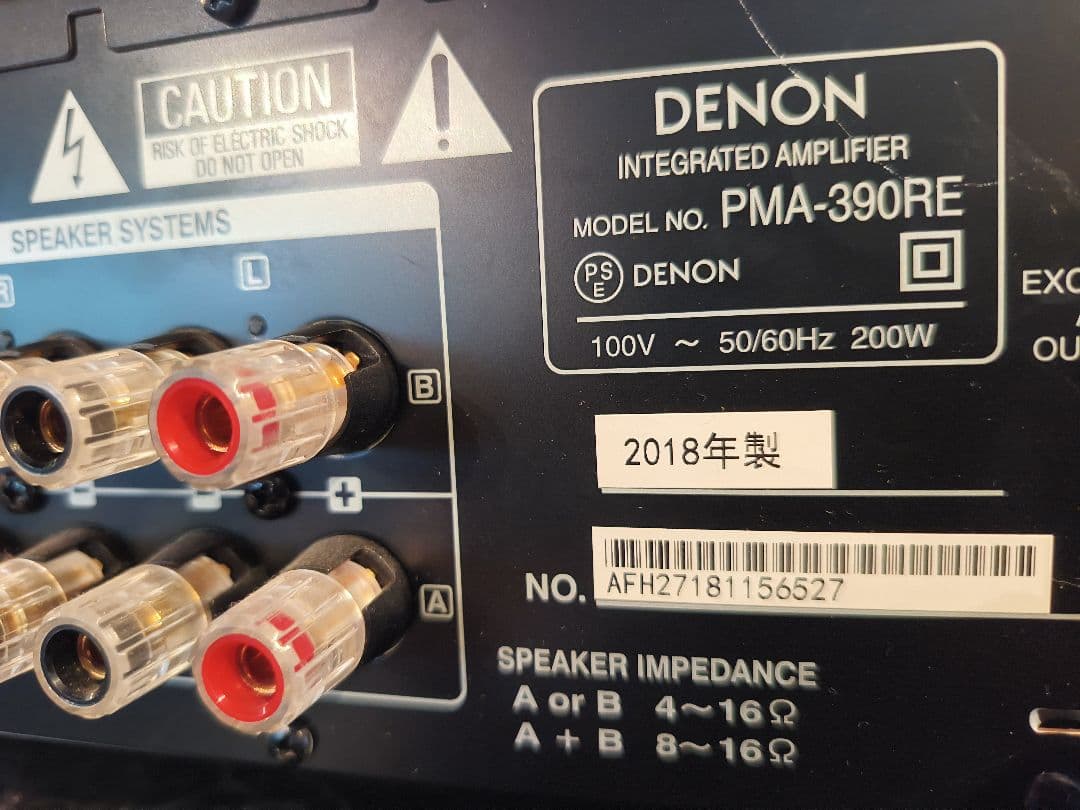 CAUTION
RISK OF ELECTRIC SHOCK
DO NOT OPEN
SPEAKER SYSTEMS
R
L
B
+
A
DENON
INTEGRATED AMPLIFIER
MODEL NO. PMA-390RE
PS
E
DENON
100V ~ 50/60Hz 200W
2018年製
NO. AFH27181156527
SPEAKER IMPEDANCE
A or B 4~16Ω
A + B 8~16Ω